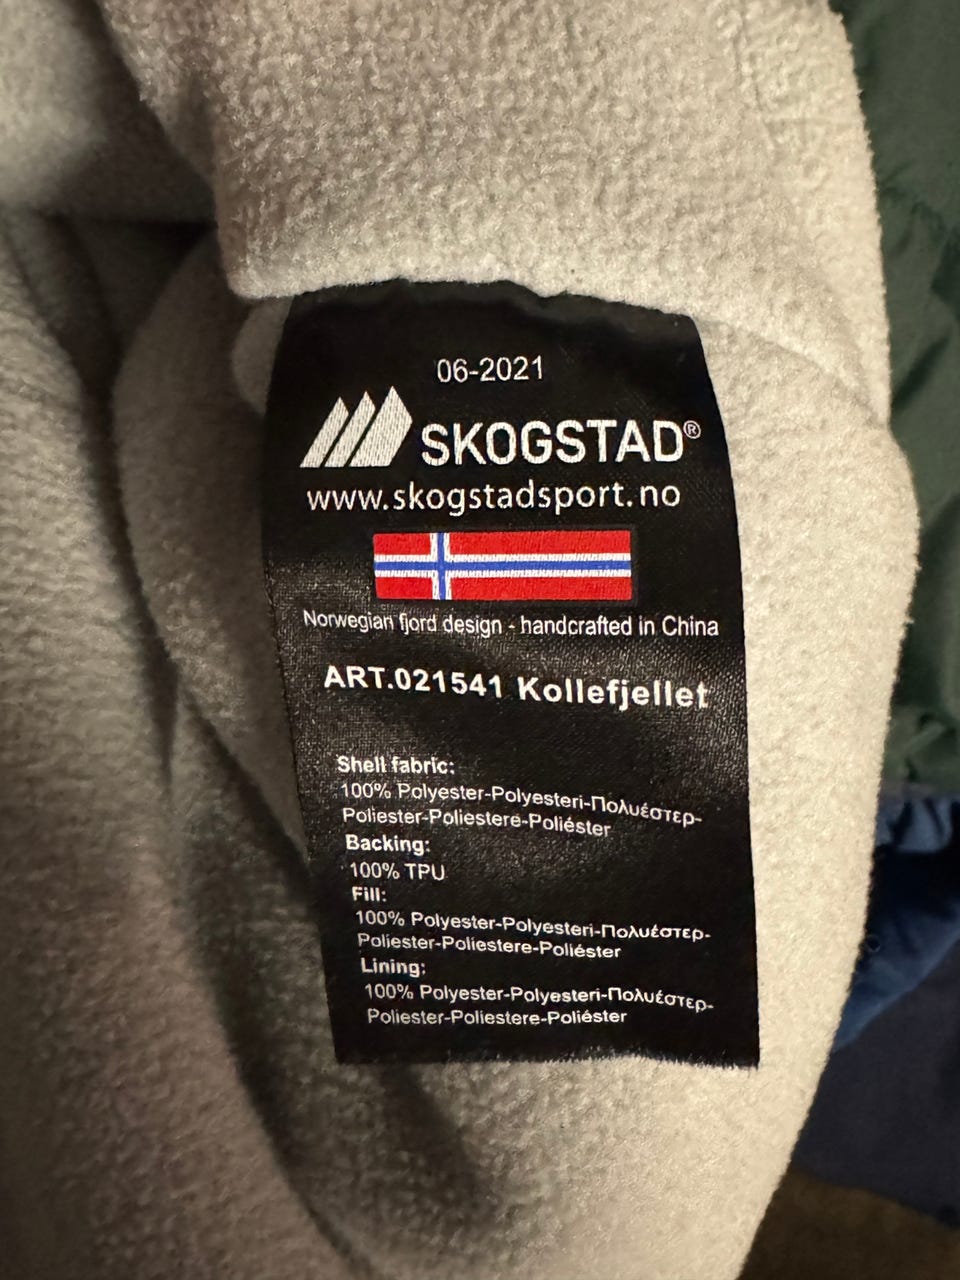 06-2021
SKOGSTAD®
www.skogstadsport.no
Norwegian fjord design - handcrafted in China
ART.021541 Kollefjellet
Shell fabric:
100% Polyester-Polyesteri-Πολυέστερ-
Poliester-Poliestere-Poliéster
Backing:
100% TPU
Fill:
100% Polyester-Polyesteri-Πολυέστερ-
Poliester-Poliestere-Poliéster
Lining:
100% Polyester-Polyesteri-Πολυέστερ-
Poliester-Poliestere-Poliéster